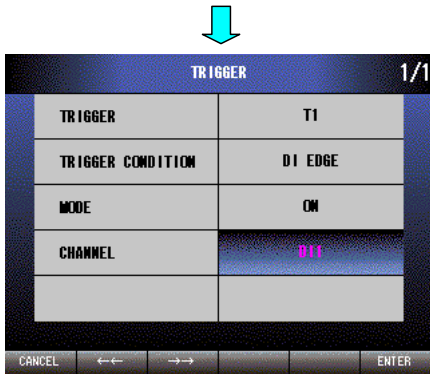 TRIGGER 1/1
TRIGGER T1
TRIGGER CONDITION DI EDGE
MODE ON
CHANNEL DI1
CANCEL ←← →→ ENTER